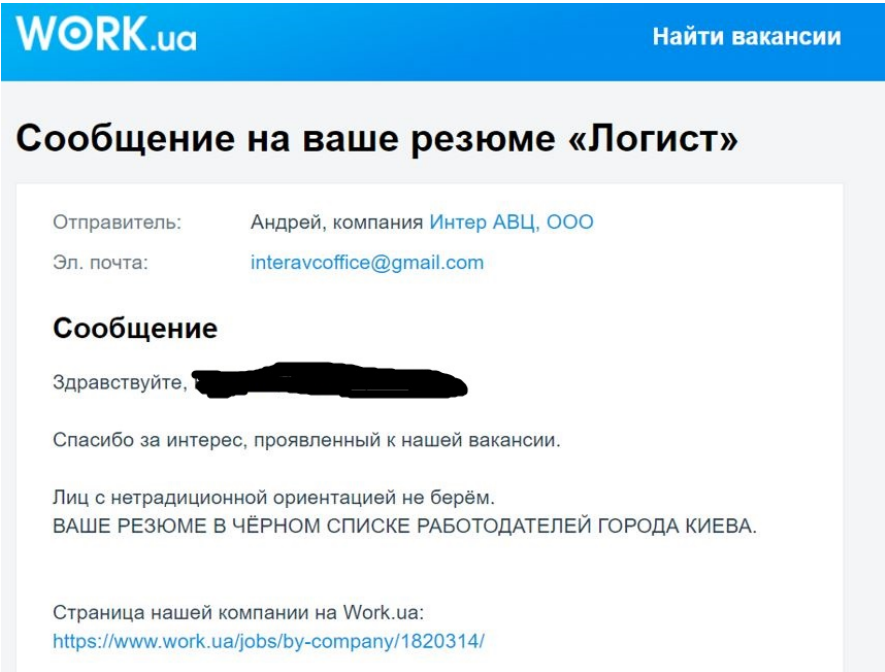 WORK.ua
Найти вакансии
Сообщение на ваше резюме «Логист»
Отправитель: Андрей, компания Интер АВЦ, ООО
Эл. почта: interavcoffice@gmail.com
Сообщение
Здравствуйте,
Спасибо за интерес, проявленный к нашей вакансии.
Лиц с нетрадиционной ориентацией не берём.
ВАШЕ РЕЗЮМЕ В ЧЁРНОМ СПИСКЕ РАБОТОДАТЕЛЕЙ ГОРОДА КИЕВА.
Страница нашей компании на Work.ua:
https://www.work.ua/jobs/by-company/1820314/